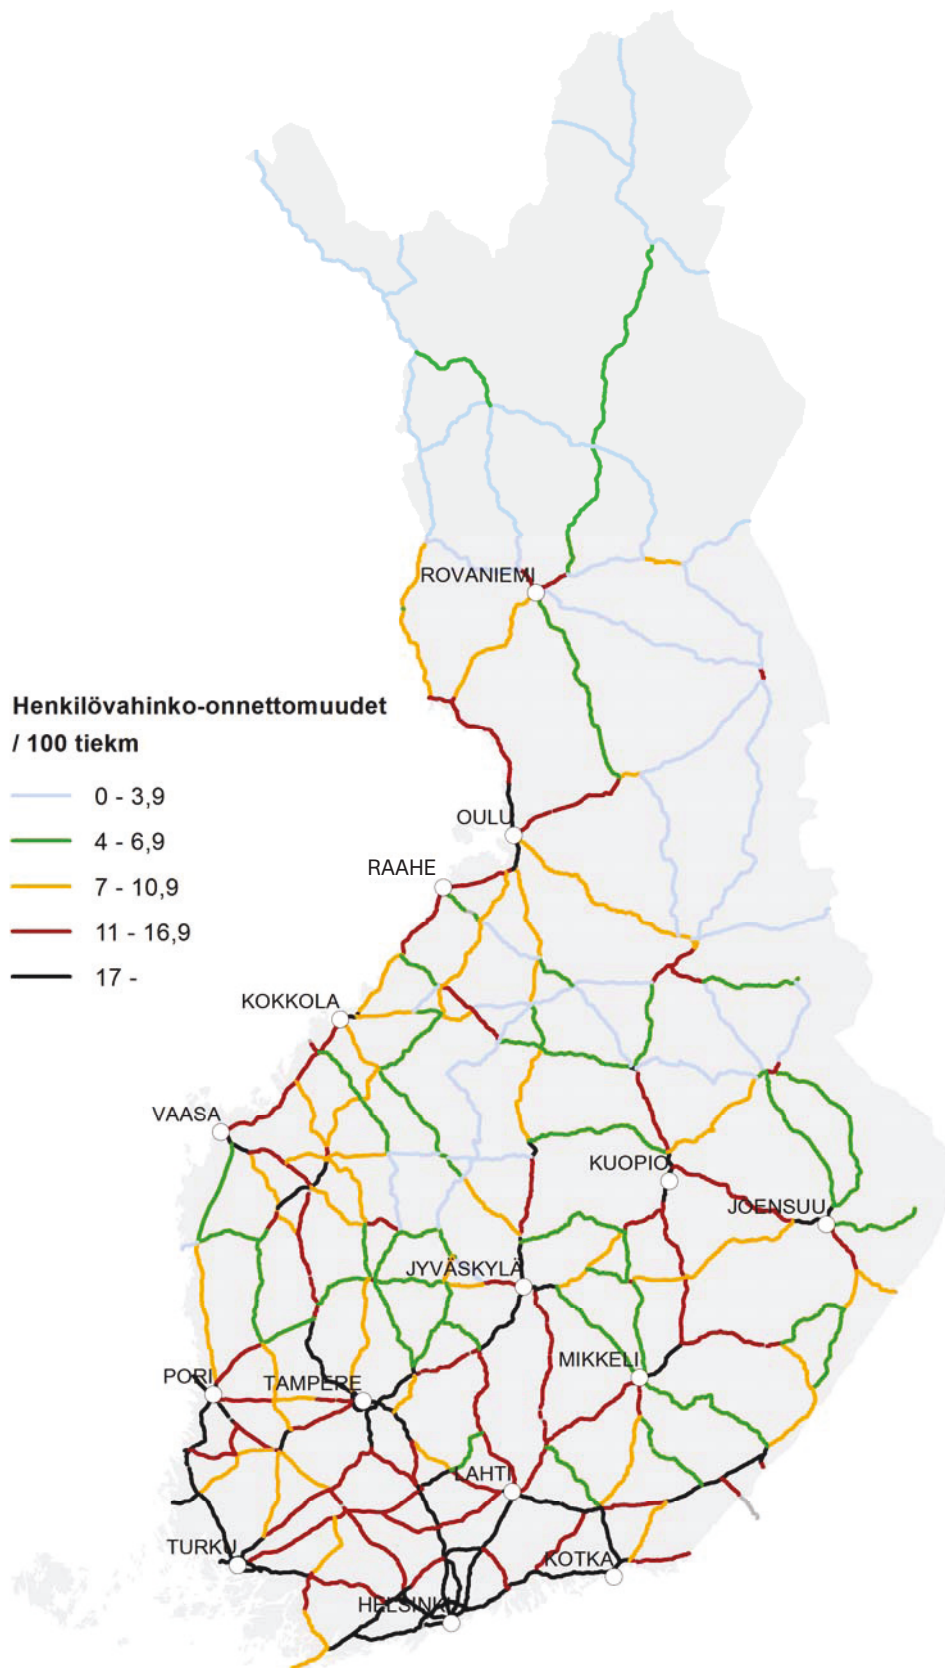 ROVANIEMI
Henkilövahinko-onnettomuudet
/ 100 tiekm
0 - 3,9
4 - 6,9
7 - 10,9
11 - 16,9
17 -
OULU
RAAHE
KOKKOLA
VAASA
KUOPIO
JOENSUU
JYVÄSKYLÄ
MIKKELI
PORI
TAMPERE
LAHTI
TURKU
KOTKA
HELSINKI